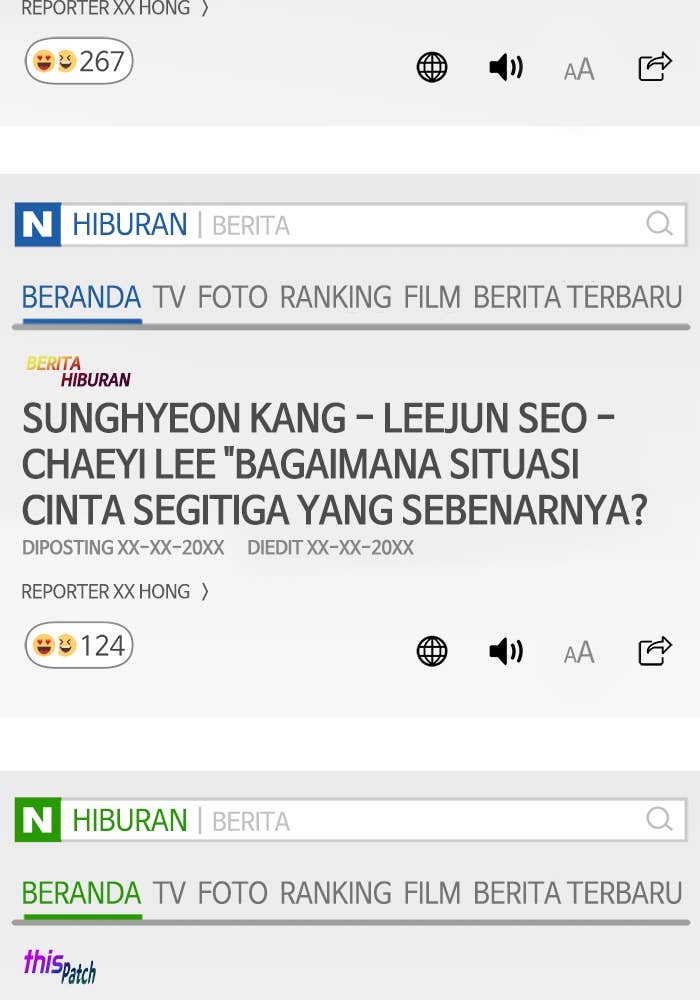 REPORTER XX HONG 〉
267
AA
N HIBURAN | BERITA
BERANDA TV FOTO RANKING FILM BERITA TERBARU
BERITA
HIBURAN
SUNGHYEON KANG - LEEJUN SEO -
CHAEYI LEE "BAGAIMANA SITUASI
CINTA SEGITIGA YANG SEBENARNYA?
DIPOSTING XX-XX-20XX DIEDIT XX-XX-20XX
REPORTER XX HONG 〉
124
AA
N HIBURAN | BERITA
BERANDA TV FOTO RANKING FILM BERITA TERBARU
thisPatch